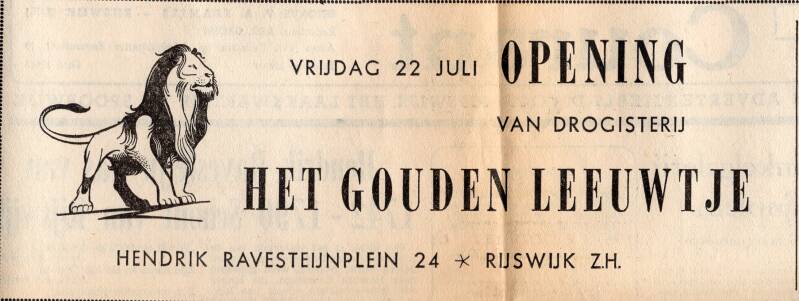 VRIJDAG 22 JULI OPENING
VAN DROGISTERIJ
HET GOUDEN LEEUWTJE
HENDRIK RAVESTEIJNPLEIN 24 * RIJSWIJK Z.H.